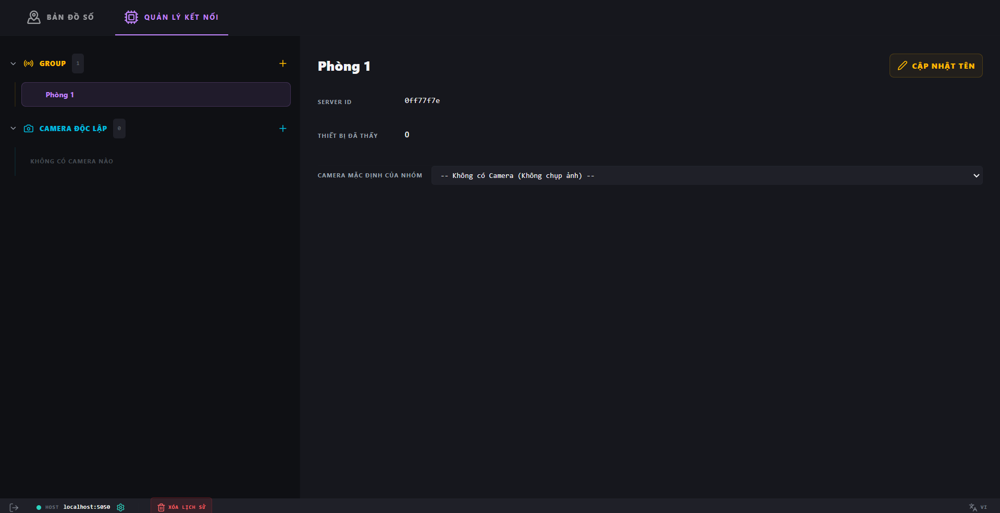 BẢN ĐỒ SỐ
QUẢN LÝ KẾT NỐI
GROUP 1
Phòng 1
CAMERA ĐỘC LẬP 0
KHÔNG CÓ CAMERA NÀO
Phòng 1
CẬP NHẬT TÊN
SERVER ID 0ff77f7e
THIẾT BỊ ĐÃ THẤY 0
CAMERA MẶC ĐỊNH CỦA NHÓM -- Không có Camera (Không chụp ảnh) --
HOST localhost:5050
XÓA LỊCH SỬ
VI